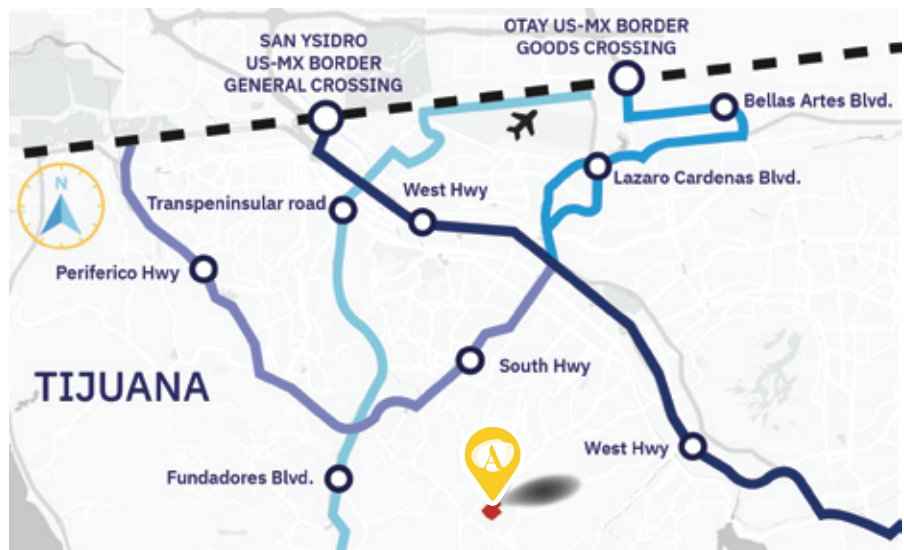 SAN YSIDRO
US-MX BORDER
GENERAL CROSSING
OTAY US-MX BORDER
GOODS CROSSING
Bellas Artes Blvd.
N
Lazaro Cardenas Blvd.
Transpeninsular road
West Hwy
Periferico Hwy
South Hwy
TIJUANA
A
West Hwy
Fundadores Blvd.